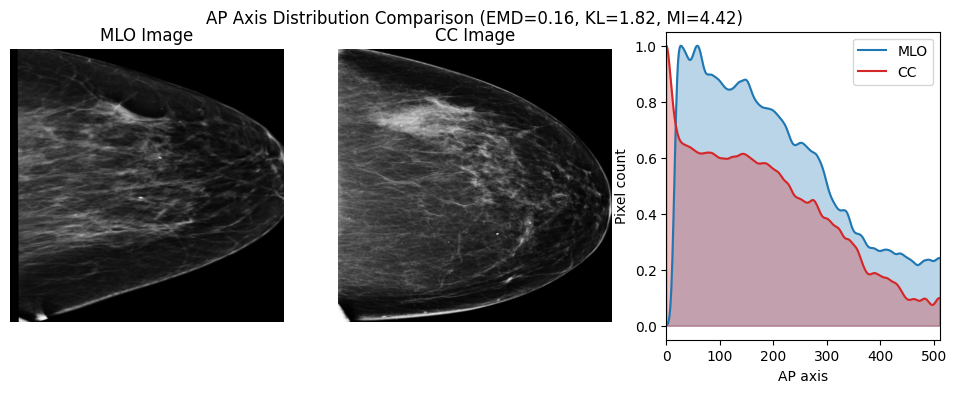 AP Axis Distribution Comparison (EMD=0.16, KL=1.82, MI=4.42)
MLO Image
CC Image
MLO
CC
1.0
0.8
0.6
0.4
0.2
0.0
Pixel count
0 100 200 300 400 500
AP axis